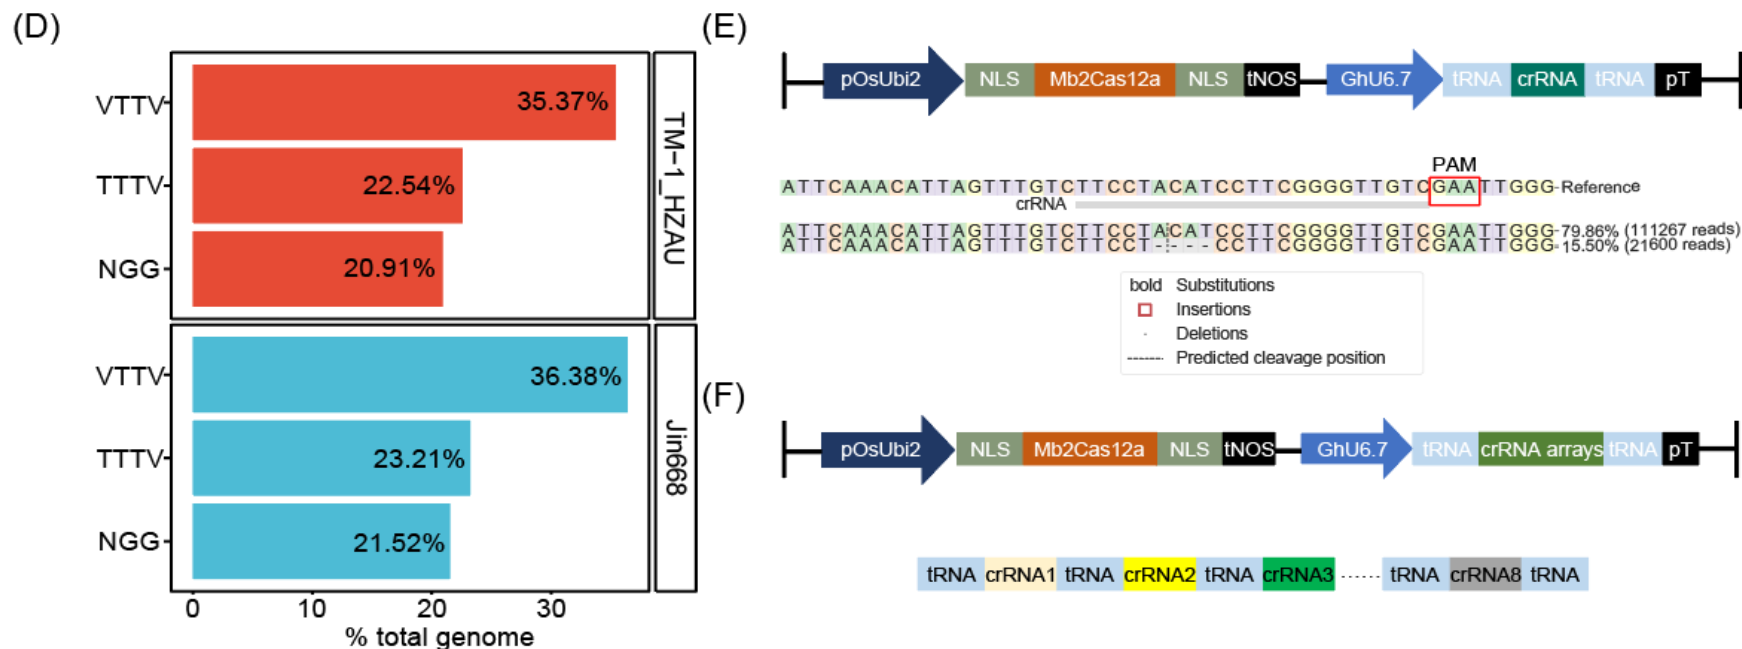 (D)
VTTV
35.37%
TTTV
22.54%
NGG
20.91%
TM-1_HZAU
VTTV
36.38%
TTTV
23.21%
NGG
21.52%
Jin668
0 10 20 30
% total genome
(E)
pOsUbi2 NLS Mb2Cas12a NLS tNOS GhU6.7 tRNA crRNA tRNA pT
PAM
ATTCAAACATTAGTTTGTCTTCCTACATCCTTCGGGGTTGTCGAATTGGG-Reference
crRNA
ATTCAAACATTAGTTTGTCTTCCTACATCCTTCGGGGTTGTCGAATTGGG-79.86% (111267 reads)
ATTCAAACATTAGTTTGTCTTCCT----CCTTCGGGGTTGTCGAATTGGG-15.50% (21600 reads)
bold Substitutions
Insertions
- Deletions
Predicted cleavage position
(F)
pOsUbi2 NLS Mb2Cas12a NLS tNOS GhU6.7 tRNA crRNA arrays tRNA pT
tRNA crRNA1 tRNA crRNA2 tRNA crRNA3 ...... tRNA crRNA8 tRNA